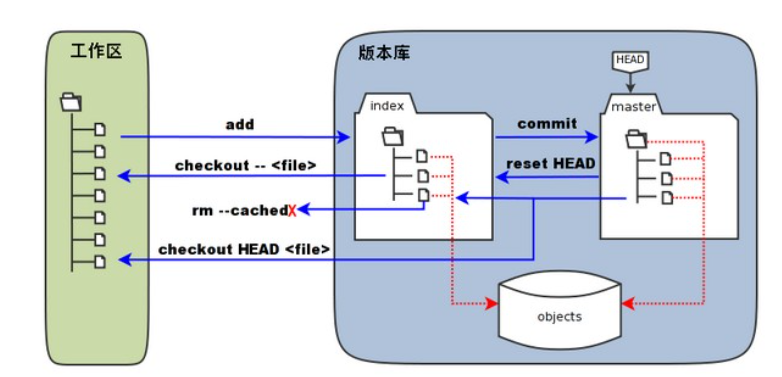 工作区
版本库
HEAD
index
master
add
commit
checkout -- <file>
reset HEAD
rm --cachedX
checkout HEAD <file>
objects